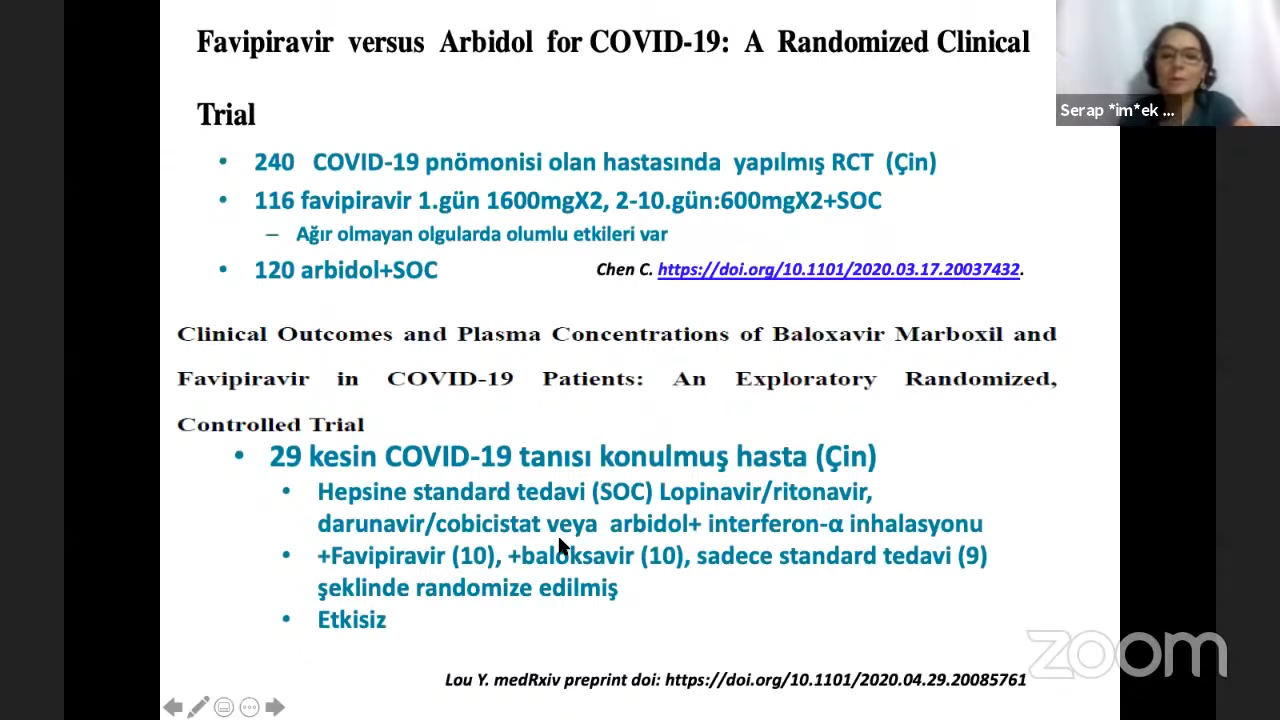 Favipiravir versus Arbidol for COVID-19: A Randomized Clinical
Trial
Serap *im*ek ...
• 240 COVID-19 pnömonisi olan hastasında yapılmış RCT (Çin)
• 116 favipiravir 1.gün 1600mgX2, 2-10.gün:600mgX2+SOC
– Ağır olmayan olgularda olumlu etkileri var
• 120 arbidol+SOC
Chen C. https://doi.org/10.1101/2020.03.17.20037432.
Clinical Outcomes and Plasma Concentrations of Baloxavir Marboxil and
Favipiravir in COVID-19 Patients: An Exploratory Randomized,
Controlled Trial
• 29 kesin COVID-19 tanısı konulmuş hasta (Çin)
• Hepsine standard tedavi (SOC) Lopinavir/ritonavir,
darunavir/cobicistat veya arbidol+ interferon-α inhalasyonu
• +Favipiravir (10), +baloksavir (10), sadece standard tedavi (9)
şeklinde randomize edilmiş
• Etkisiz
zoom
Lou Y. medRxiv preprint doi: https://doi.org/10.1101/2020.04.29.20085761